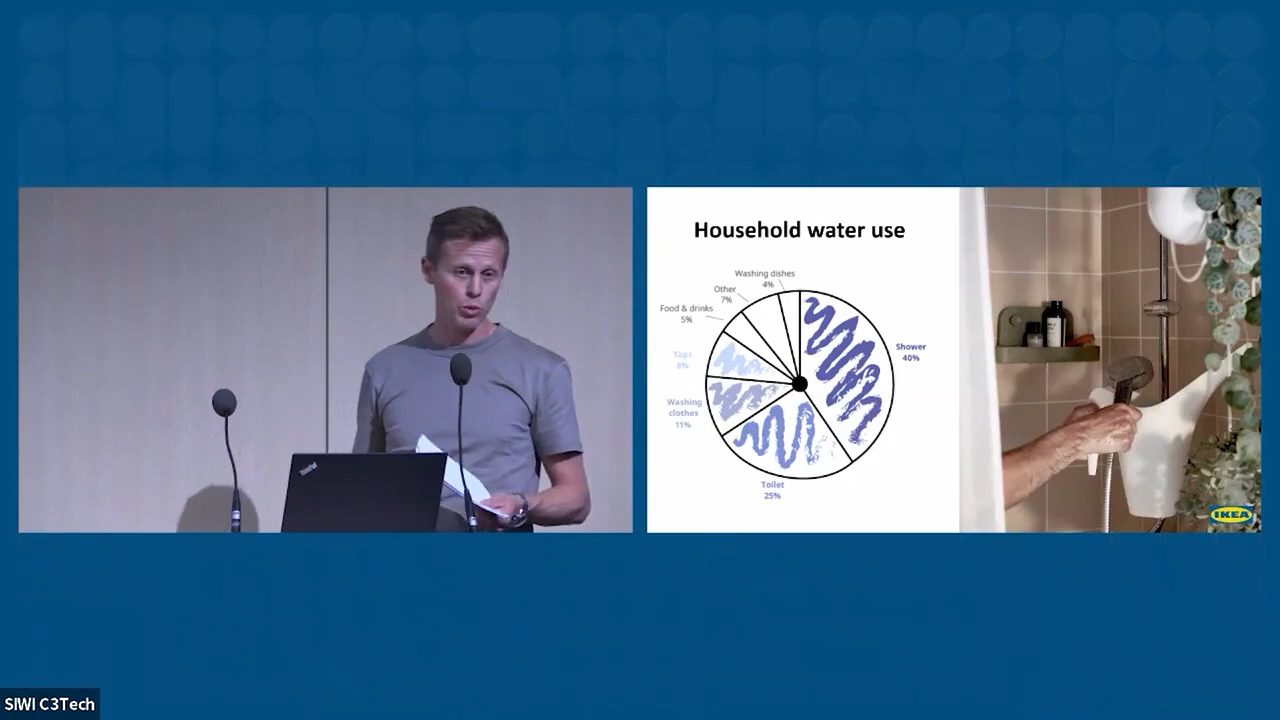 Household water use
Washing dishes
4%
Other
7%
Food & drinks
5%
Taps
8%
Washing
clothes
11%
Toilet
25%
Shower
40%
ThinkPad
IKEA
SIWI C3Tech